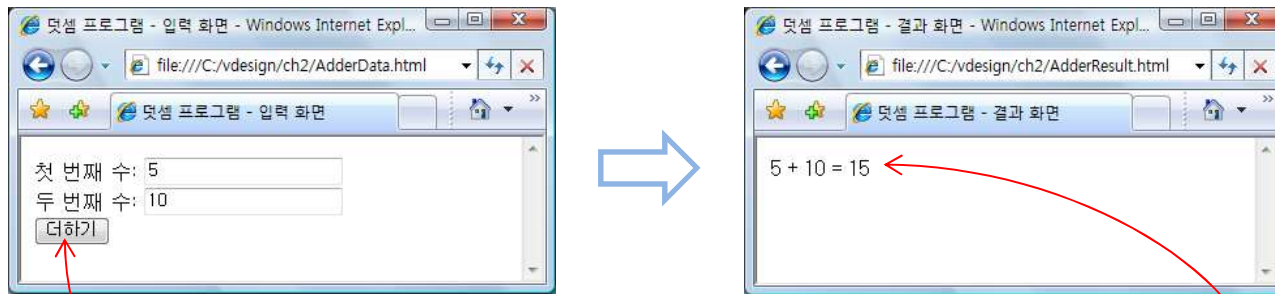 덧셈 프로그램 - 입력 화면 - Windows Internet Expl...
file:///C:/vdesign/ch2/AdderData.html
덧셈 프로그램 - 입력 화면
첫 번째 수: 5
두 번째 수: 10
더하기
덧셈 프로그램 - 결과 화면 - Windows Internet Expl...
file:///C:/vdesign/ch2/AdderResult.html
덧셈 프로그램 - 결과 화면
5 + 10 = 15